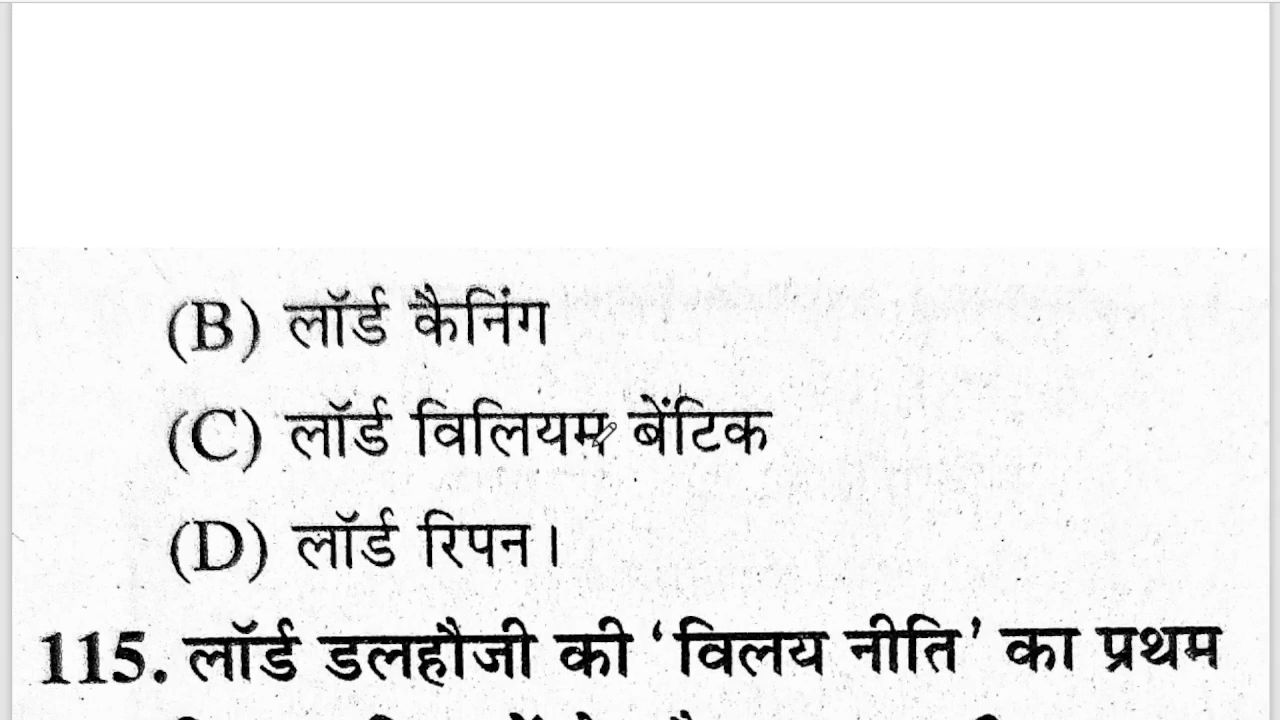 (B) लॉर्ड कैनिंग
(C) लॉर्ड विलियम बेंटिक
(D) लॉर्ड रिपन।
115. लॉर्ड डलहौजी की ‘विलय नीति’ का प्रथम